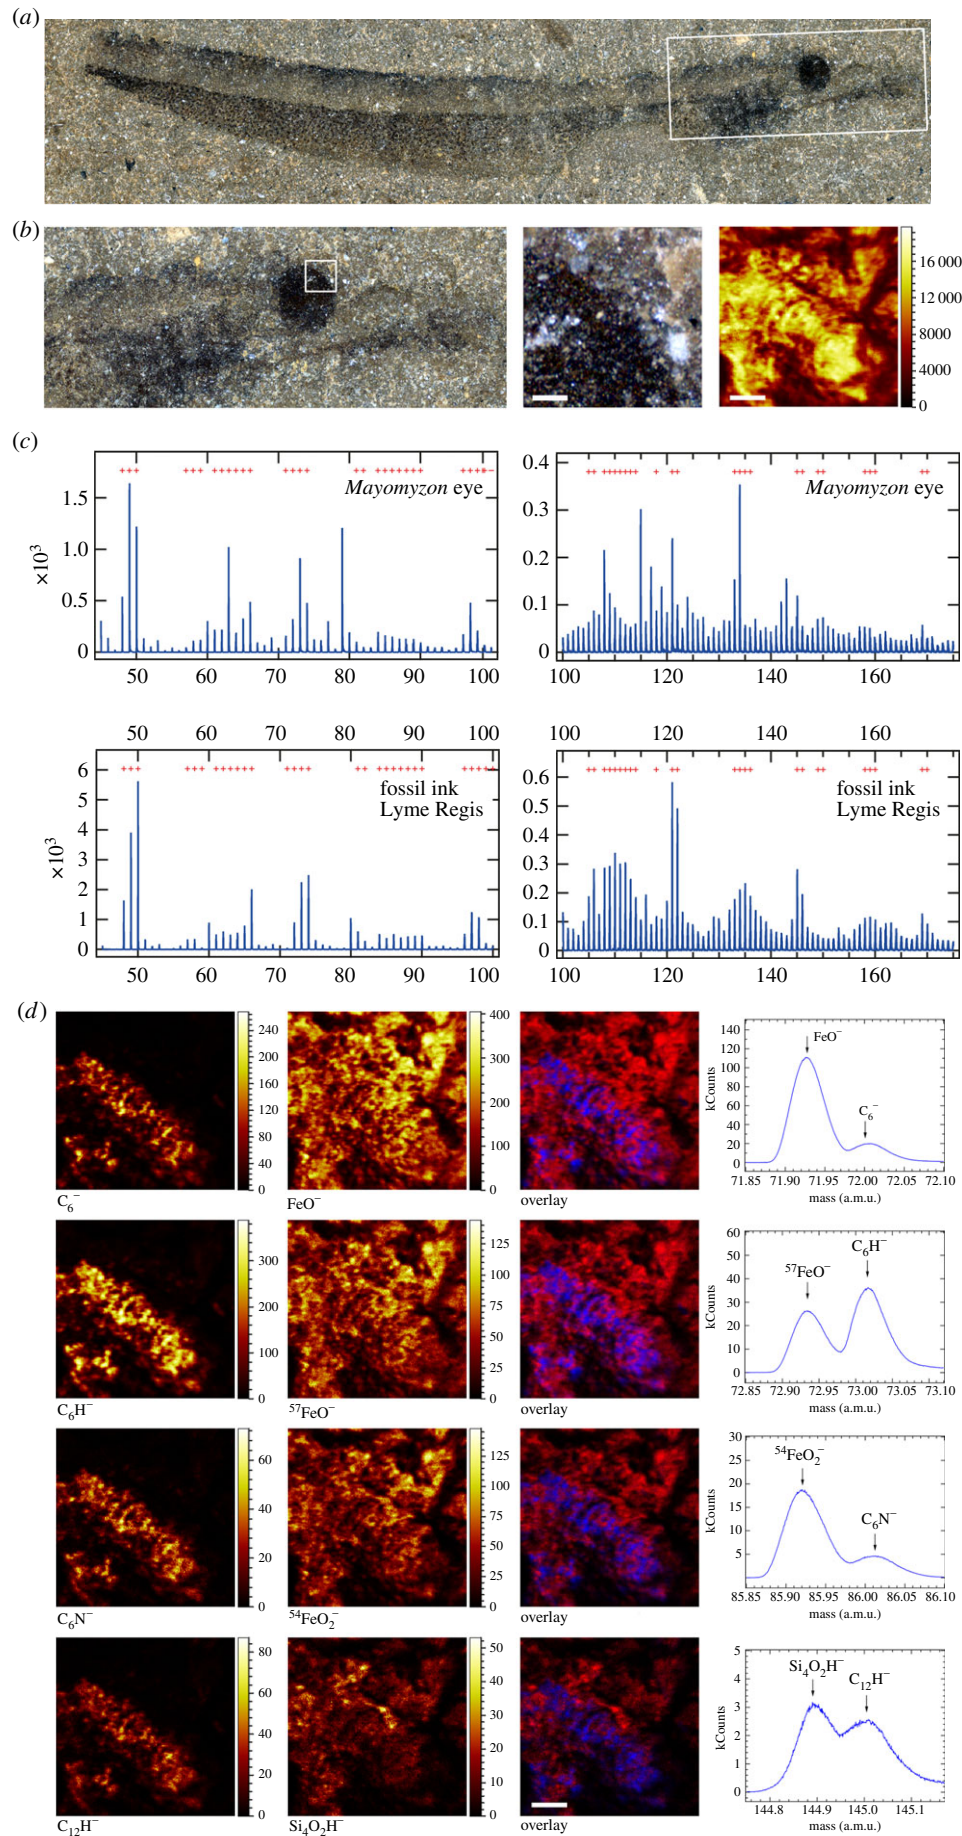 (a)
(b)
16 000
12 000
8000
4000
0
(c)
Mayomyzon eye
×10³
1.5
1.0
0.5
0
50 60 70 80 90 100
Mayomyzon eye
0.4
0.3
0.2
0.1
0
100 120 140 160
50 60 70 80 90 100
fossil ink
Lyme Regis
×10³
6
5
4
3
2
1
0
50 60 70 80 90 100
100 120 140 160
fossil ink
Lyme Regis
0.6
0.5
0.4
0.3
0.2
0.1
0
100 120 140 160
(d)
240
200
160
120
80
40
0
C₆⁻
400
300
200
100
0
FeO⁻
overlay
kCounts
140
120
100
80
60
40
20
0
FeO⁻
C₆⁻
71.85 71.90 71.95 72.00 72.05 72.10
mass (a.m.u.)
300
200
100
0
C₆H⁻
125
100
75
50
25
0
⁵⁷FeO⁻
overlay
kCounts
60
50
40
30
20
10
0
⁵⁷FeO⁻
C₆H⁻
72.85 72.90 72.95 73.00 73.05 73.10
mass (a.m.u.)
60
40
20
0
C₆N⁻
125
100
75
50
25
0
⁵⁴FeO₂⁻
overlay
kCounts
30
25
20
15
10
5
⁵⁴FeO₂⁻
C₆N⁻
85.85 85.90 85.95 86.00 86.05 86.10
mass (a.m.u.)
80
60
40
20
0
C₁₂H⁻
50
40
30
20
10
0
Si₄O₂H⁻
overlay
kCounts
5
4
3
2
1
0
Si₄O₂H⁻
C₁₂H⁻
144.8 144.9 145.0 145.1
mass (a.m.u.)